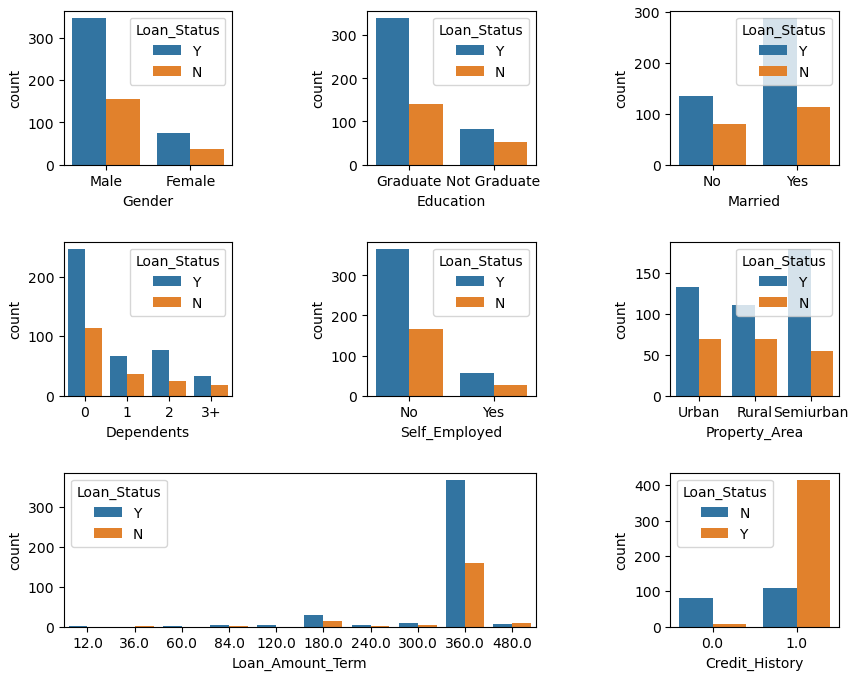 Loan_Status
Y
N
300
200
100
0
count
Male Female
Gender
Loan_Status
Y
N
300
200
100
0
count
Graduate Not Graduate
Education
Loan_Status
Y
N
300
200
100
0
count
No Yes
Married
Loan_Status
Y
N
200
100
0
count
0 1 2 3+
Dependents
Loan_Status
Y
N
300
200
100
0
count
No Yes
Self_Employed
Loan_Status
Y
N
150
100
50
0
count
Urban Rural Semiurban
Property_Area
Loan_Status
Y
N
300
200
100
0
count
12.0 36.0 60.0 84.0 120.0 180.0 240.0 300.0 360.0 480.0
Loan_Amount_Term
Loan_Status
N
Y
400
300
200
100
0
count
0.0 1.0
Credit_History